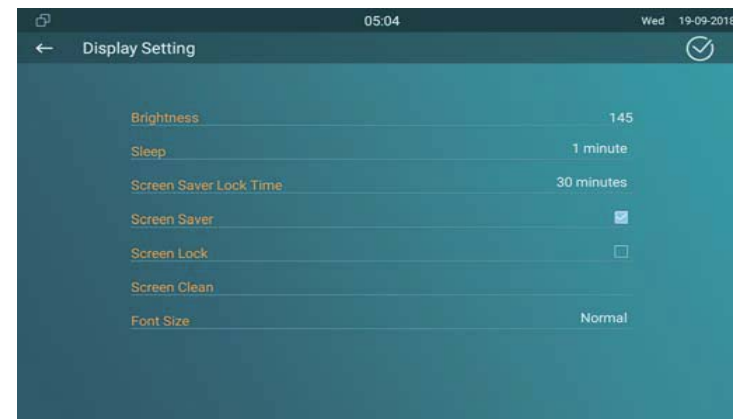 05:04 Wed 19-09-2018
Display Setting
Brightness 145
Sleep 1 minute
Screen Saver Lock Time 30 minutes
Screen Saver
Screen Lock
Screen Clean
Font Size Normal